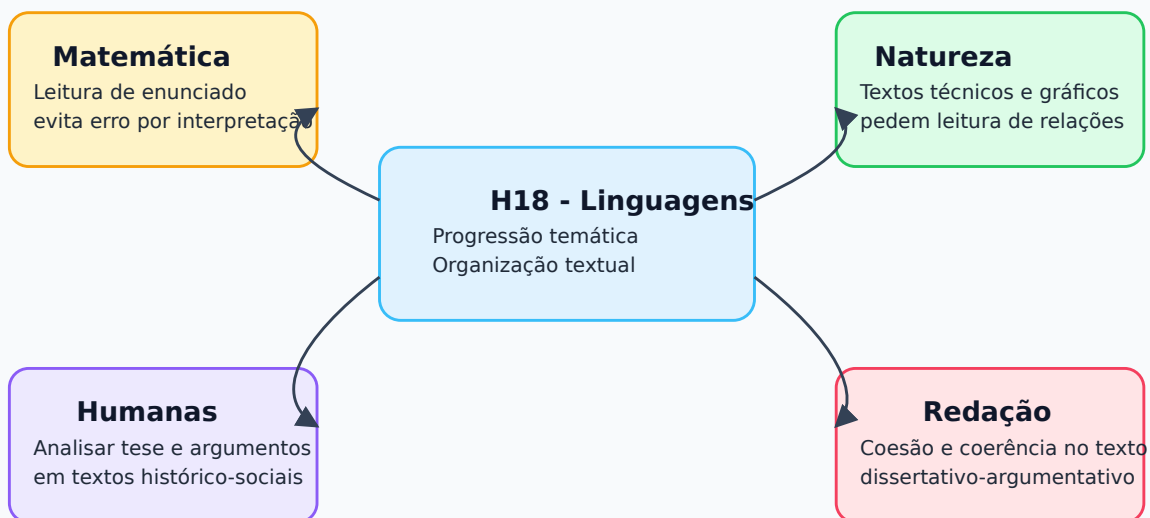 Matemática
Leitura de enunciado
evita erro por interpretação
Natureza
Textos técnicos e gráficos
pedem leitura de relações
H18 - Linguagens
Progressão temática
Organização textual
Humanas
Analisar tese e argumentos
em textos histórico-sociais
Redação
Coesão e coerência no texto
dissertativo-argumentativo